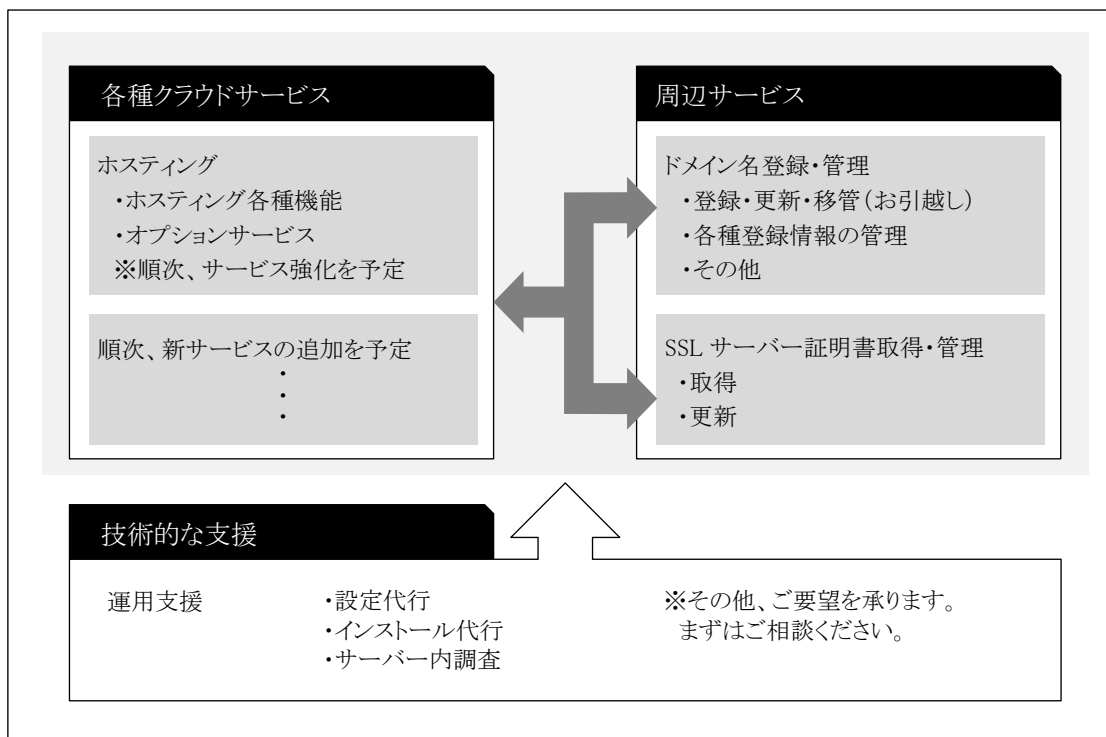 各種クラウドサービス
ホスティング
・ホスティング各種機能
・オプションサービス
※順次、サービス強化を予定
順次、新サービスの追加を予定
・
・
・
周辺サービス
ドメイン名登録・管理
・登録・更新・移管(お引越し)
・各種登録情報の管理
・その他
SSL サーバー証明書取得・管理
・取得
・更新
技術的な支援
運用支援
・設定代行
・インストール代行
・サーバー内調査
※その他、ご要望を承ります。
まずはご相談ください。